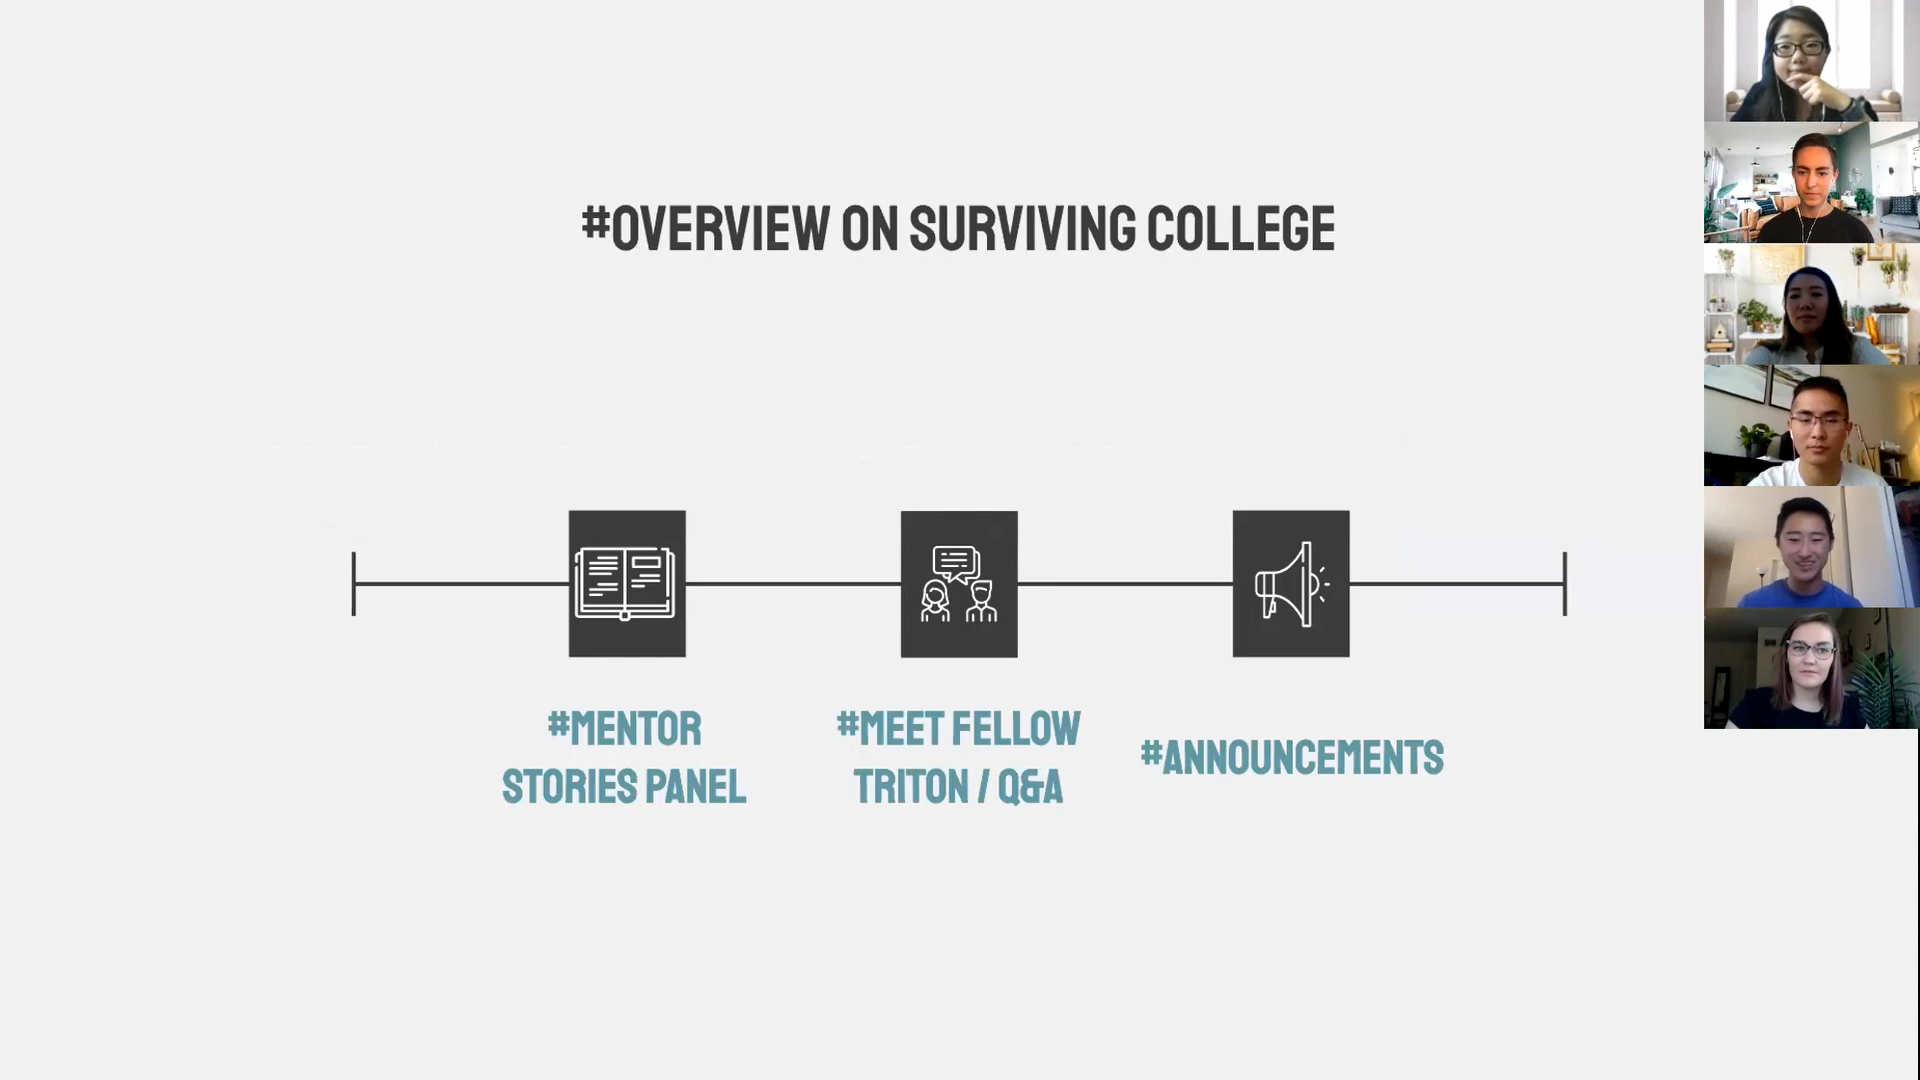 #OVERVIEW ON SURVIVING COLLEGE
#MENTOR
STORIES PANEL
#MEET FELLOW
TRITON / Q&A
#ANNOUNCEMENTS